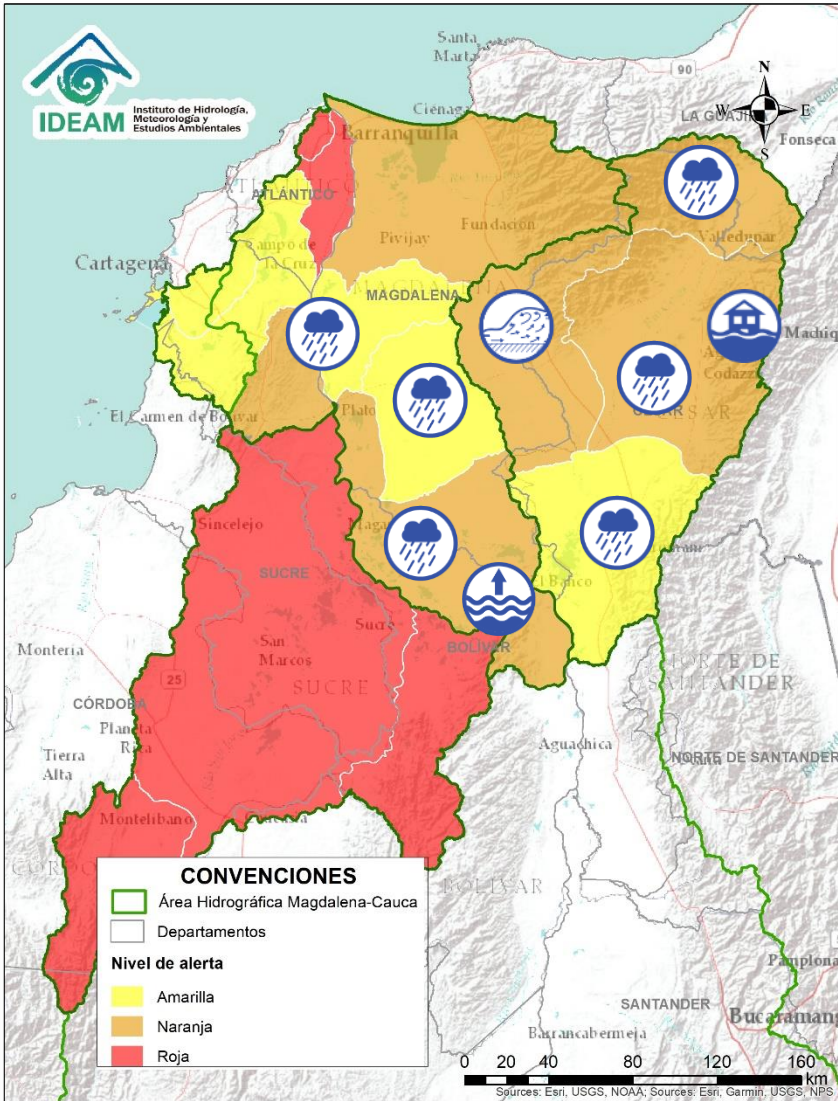 IDEAM
Instituto de Hidrología,
Meteorología y
Estudios Ambientales
Santa
Marta
90
N
W
E
S
LA GUAJI
Fonseca
Ciénaga
Barranquilla
ATLÁNTICO
Valledupar
Fundación
Pivijay
Campo de
la Cruz
Cartagena
MAGDALENA
Codazzi
El Carmen de Bolívar
Plato
Sincelejo
SUCRE
El Banco
Sucre
BOLÍVAR
San
Marcos
SUCRE
Montería
25
CÓRDOBA
Planeta
Rica
Tierra
Alta
Aguachica
NORTE DE
SANTANDER
NORTE DE SANTANDER
Montelíbano
BOLÍVAR
CONVENCIONES
Área Hidrográfica Magdalena-Cauca
Departamentos
Nivel de alerta
Amarilla
Naranja
Roja
Pamplona
SANTANDER
Bucaramang
Barrancabermeja
0 20 40 80 120 160
km
Sources: Esri, USGS, NOAA; Sources: Esri, Garmin, USGS, NPS